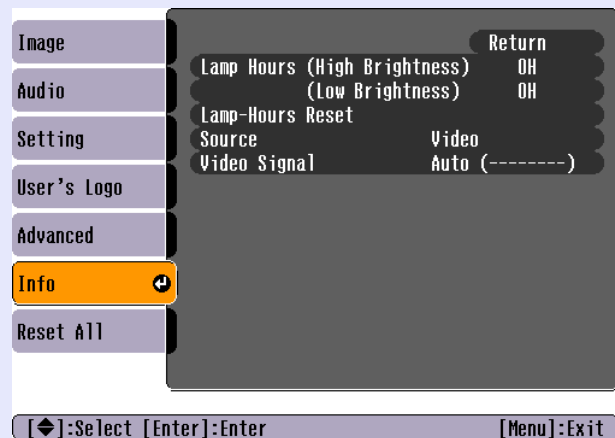 Image
Audio
Setting
User's Logo
Advanced
Info
Reset All
Return
Lamp Hours (High Brightness) 0H
(Low Brightness) 0H
Lamp-Hours Reset
Source Video
Video Signal Auto (--------)
[◆]:Select [Enter]:Enter [Menu]:Exit